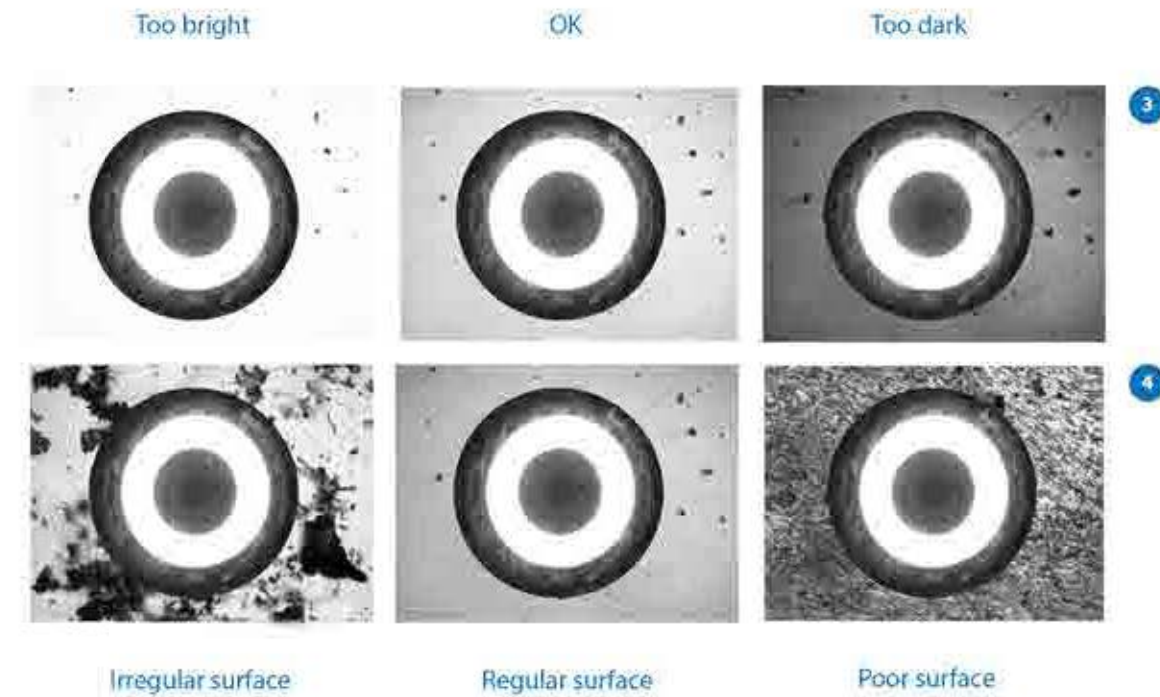 Too bright
OK
Too dark
3
4
Irregular surface
Regular surface
Poor surface